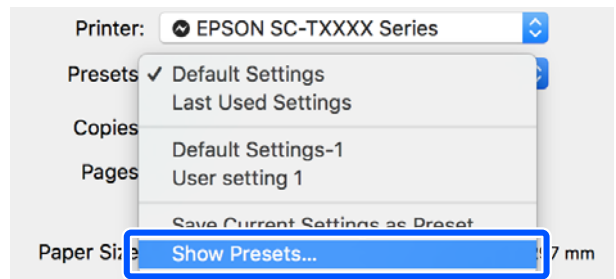 Printer: EPSON SC-TXXXX Series
Presets ✓ Default Settings
Last Used Settings
Copies
Default Settings-1
Pages User setting 1
Save Current Settings as Preset
Paper Size Show Presets... 7 mm